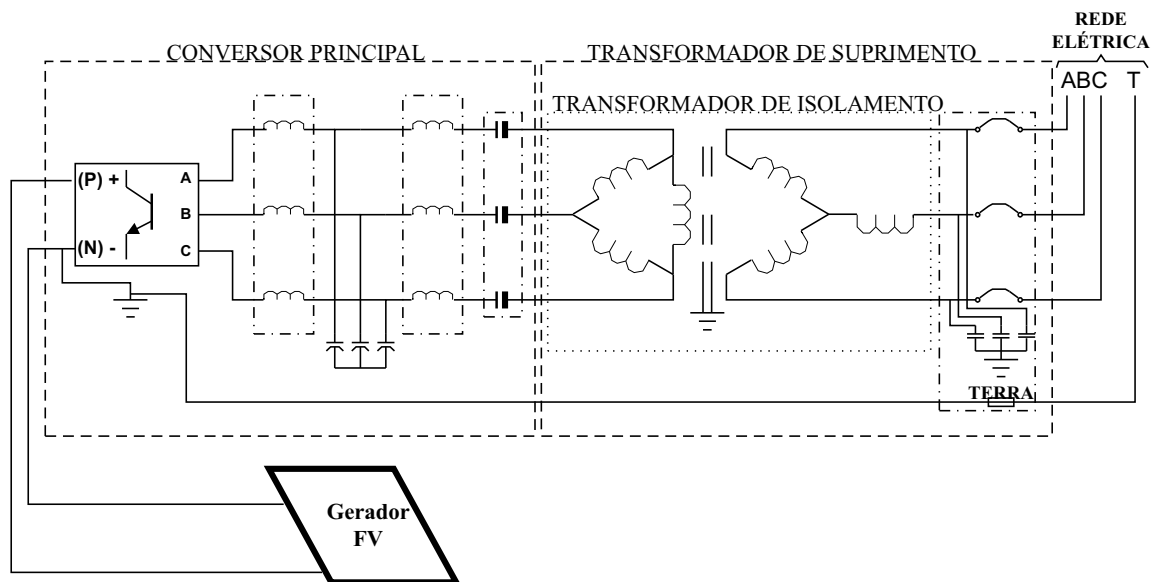 REDE
ELÉTRICA
CONVERSOR PRINCIPAL
TRANSFORMADOR DE SUPRIMENTO
ABC T
TRANSFORMADOR DE ISOLAMENTO
(P) +
A
B
(N) -
C
TERRA
Gerador
FV